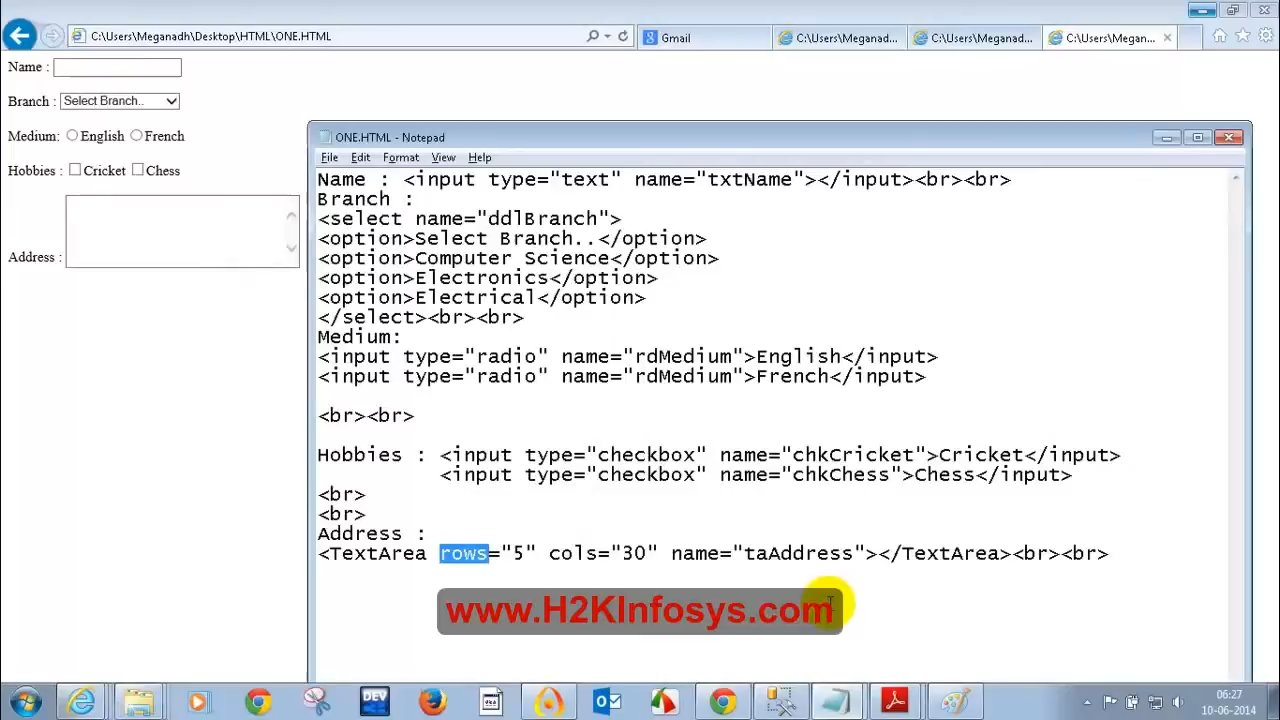 C:\Users\Meganadh\Desktop\HTML\ONE.HTML
Gmail
C:\Users\Meganad...
C:\Users\Meganad...
C:\Users\Megan...
Name :
Branch : Select Branch..
Medium: English French
Hobbies : Cricket Chess
Address :
ONE.HTML - Notepad
File Edit Format View Help
Name : <input type="text" name="txtName"></input><br><br>
Branch :
<select name="ddlBranch">
<option>Select Branch..</option>
<option>Computer Science</option>
<option>Electronics</option>
<option>Electrical</option>
</select><br><br>
Medium:
<input type="radio" name="rdMedium">English</input>
<input type="radio" name="rdMedium">French</input>
<br><br>
Hobbies : <input type="checkbox" name="chkCricket">Cricket</input>
<input type="checkbox" name="chkChess">Chess</input>
<br>
<br>
Address :
<TextArea rows="5" cols="30" name="taAddress"></TextArea><br><br>
www.H2KInfosys.com
DEV
06:27
10-06-2014